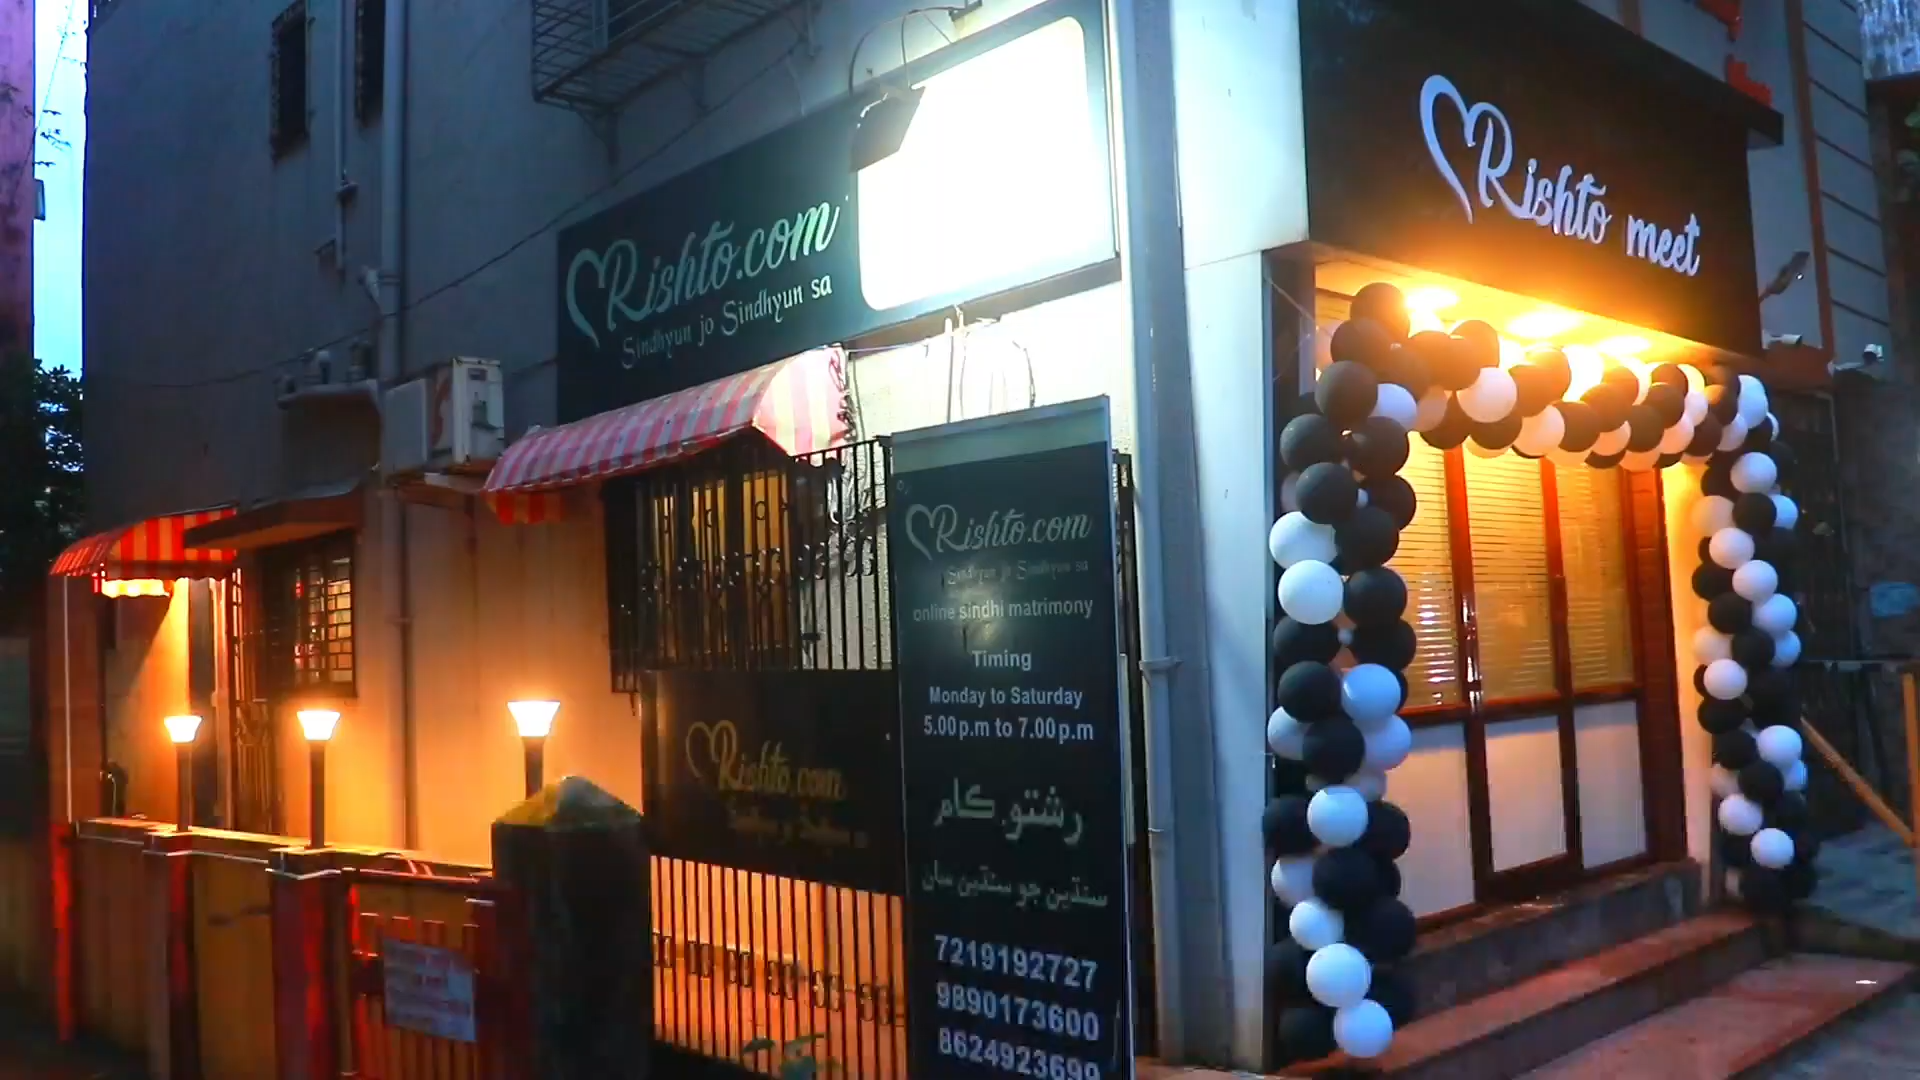 Rishto.com
Sindhyun jo Sindhyun sa
Rishto meet
Rishto.com
Sindhyun jo Sindhyun sa
online sindhi matrimony
Timing
Monday to Saturday
5.00p.m to 7.00p.m
رشتو.ڪام
سنڌين جو سنڌين سان
7219192727
9890173600
8624923699
Rishto.com